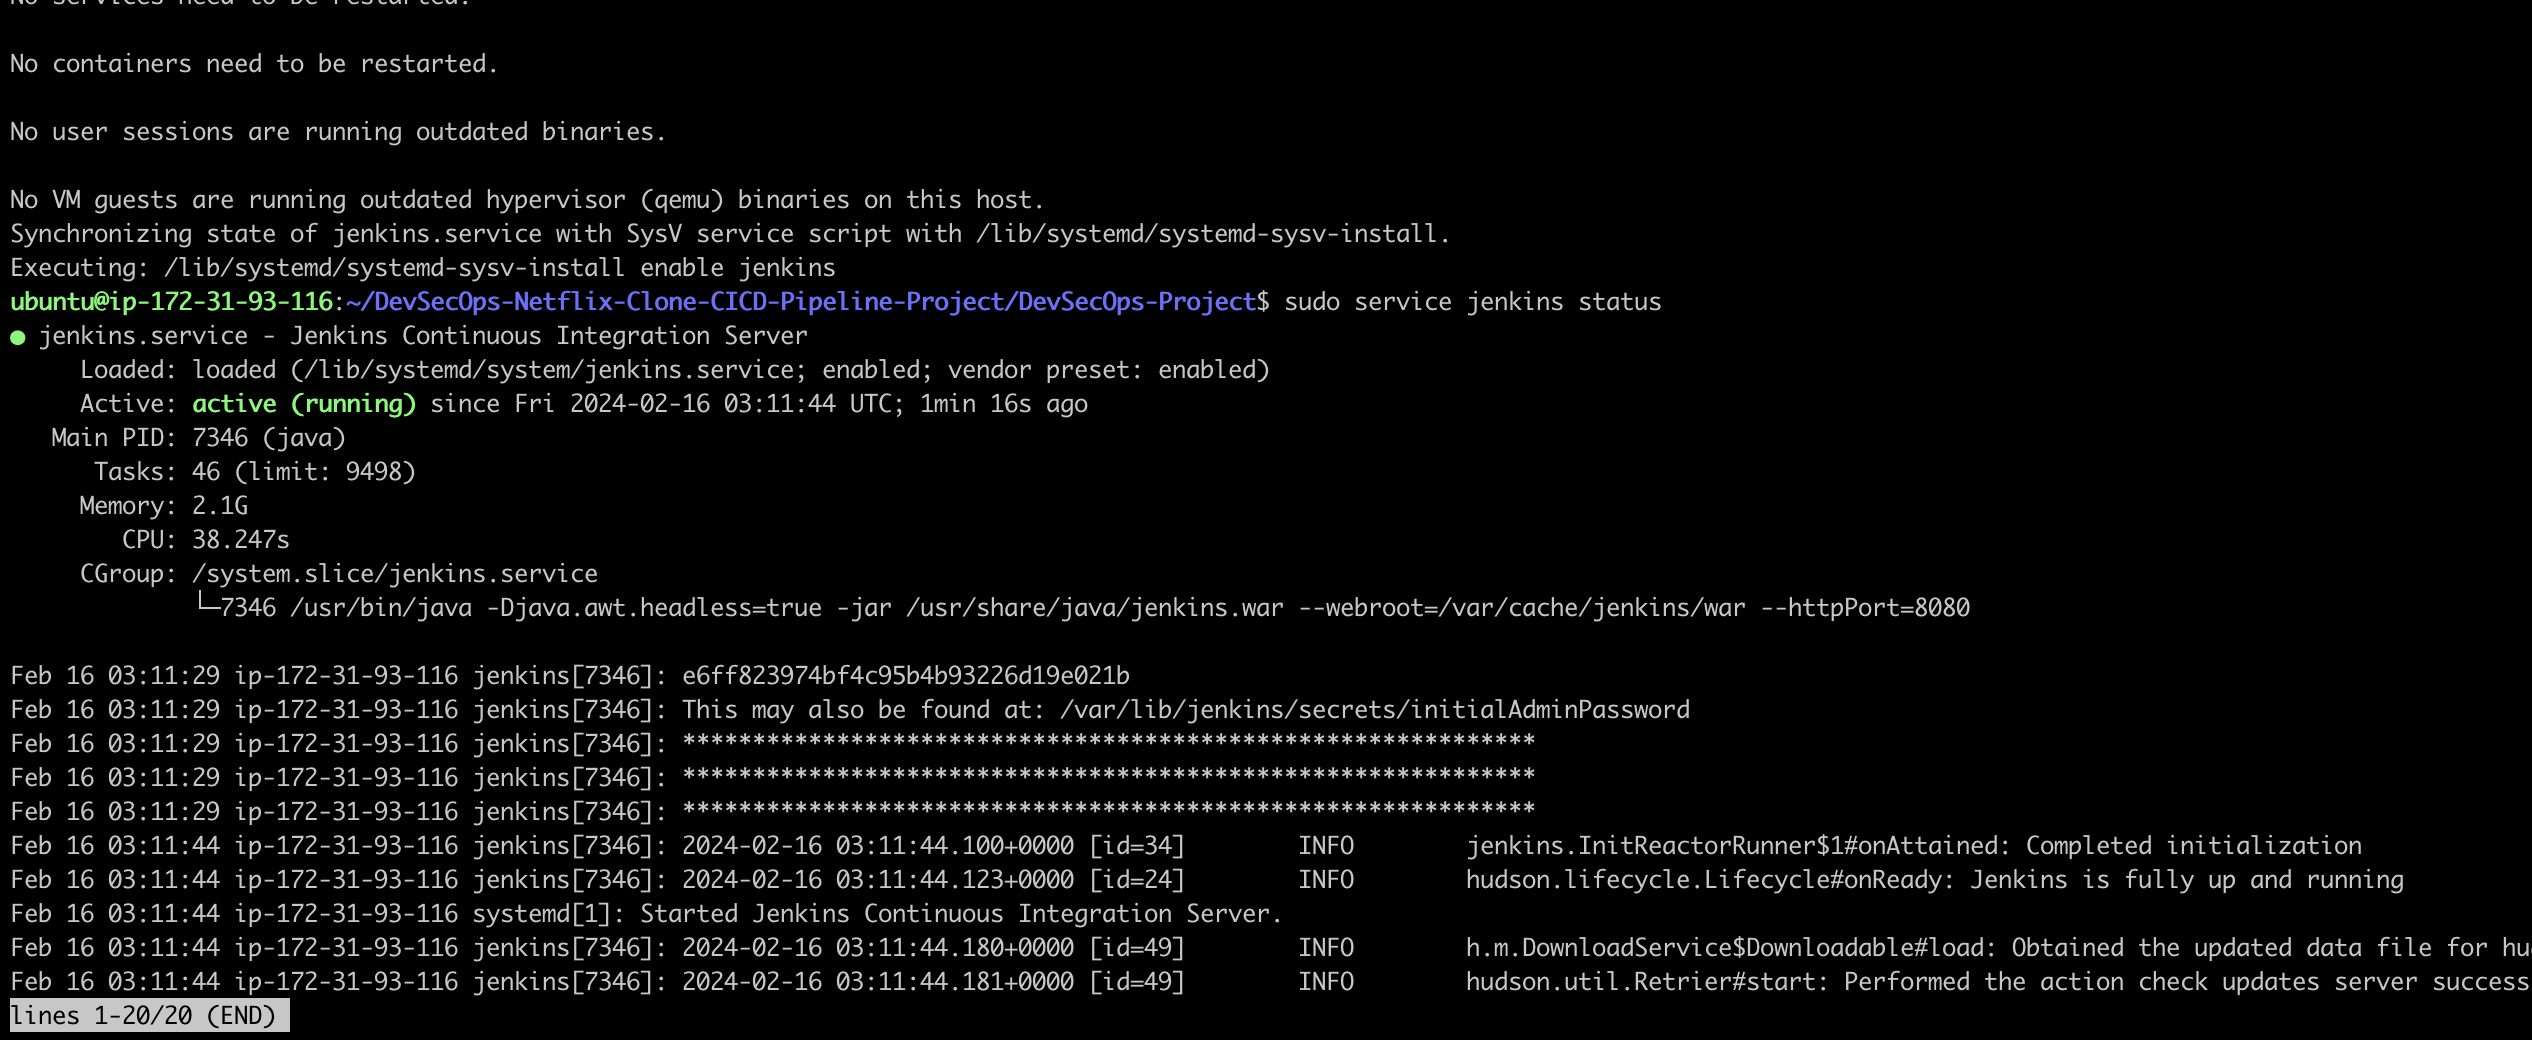 No services need to be restarted.
No containers need to be restarted.
No user sessions are running outdated binaries.
No VM guests are running outdated hypervisor (qemu) binaries on this host.
Synchronizing state of jenkins.service with SysV service script with /lib/systemd/systemd-sysv-install.
Executing: /lib/systemd/systemd-sysv-install enable jenkins
ubuntu@ip-172-31-93-116:~/DevSecOps-Netflix-Clone-CICD-Pipeline-Project/DevSecOps-Project$ sudo service jenkins status
● jenkins.service - Jenkins Continuous Integration Server
Loaded: loaded (/lib/systemd/system/jenkins.service; enabled; vendor preset: enabled)
Active: active (running) since Fri 2024-02-16 03:11:44 UTC; 1min 16s ago
Main PID: 7346 (java)
Tasks: 46 (limit: 9498)
Memory: 2.1G
CPU: 38.247s
CGroup: /system.slice/jenkins.service
└─7346 /usr/bin/java -Djava.awt.headless=true -jar /usr/share/java/jenkins.war --webroot=/var/cache/jenkins/war --httpPort=8080
Feb 16 03:11:29 ip-172-31-93-116 jenkins[7346]: e6ff823974bf4c95b4b93226d19e021b
Feb 16 03:11:29 ip-172-31-93-116 jenkins[7346]: This may also be found at: /var/lib/jenkins/secrets/initialAdminPassword
Feb 16 03:11:29 ip-172-31-93-116 jenkins[7346]: *************************************************************
Feb 16 03:11:29 ip-172-31-93-116 jenkins[7346]: *************************************************************
Feb 16 03:11:29 ip-172-31-93-116 jenkins[7346]: *************************************************************
Feb 16 03:11:44 ip-172-31-93-116 jenkins[7346]: 2024-02-16 03:11:44.100+0000 [id=34] INFO jenkins.InitReactorRunner$1#onAttained: Completed initialization
Feb 16 03:11:44 ip-172-31-93-116 jenkins[7346]: 2024-02-16 03:11:44.123+0000 [id=24] INFO hudson.lifecycle.Lifecycle#onReady: Jenkins is fully up and running
Feb 16 03:11:44 ip-172-31-93-116 systemd[1]: Started Jenkins Continuous Integration Server.
Feb 16 03:11:44 ip-172-31-93-116 jenkins[7346]: 2024-02-16 03:11:44.180+0000 [id=49] INFO h.m.DownloadService$Downloadable#load: Obtained the updated data file for
Feb 16 03:11:44 ip-172-31-93-116 jenkins[7346]: 2024-02-16 03:11:44.181+0000 [id=49] INFO hudson.util.Retrier#start: Performed the action check updates server success
lines 1-20/20 (END)